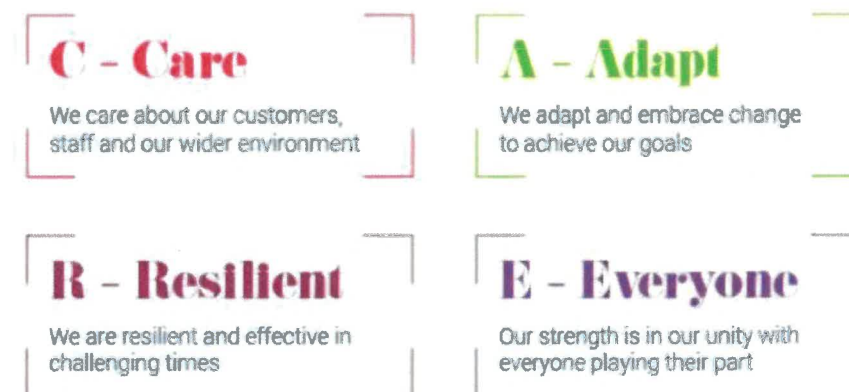 C - Care
We care about our customers,
staff and our wider environment
A - Adapt
We adapt and embrace change
to achieve our goals
R - Resilient
We are resilient and effective in
challenging times
E - Everyone
Our strength is in our unity with
everyone playing their part